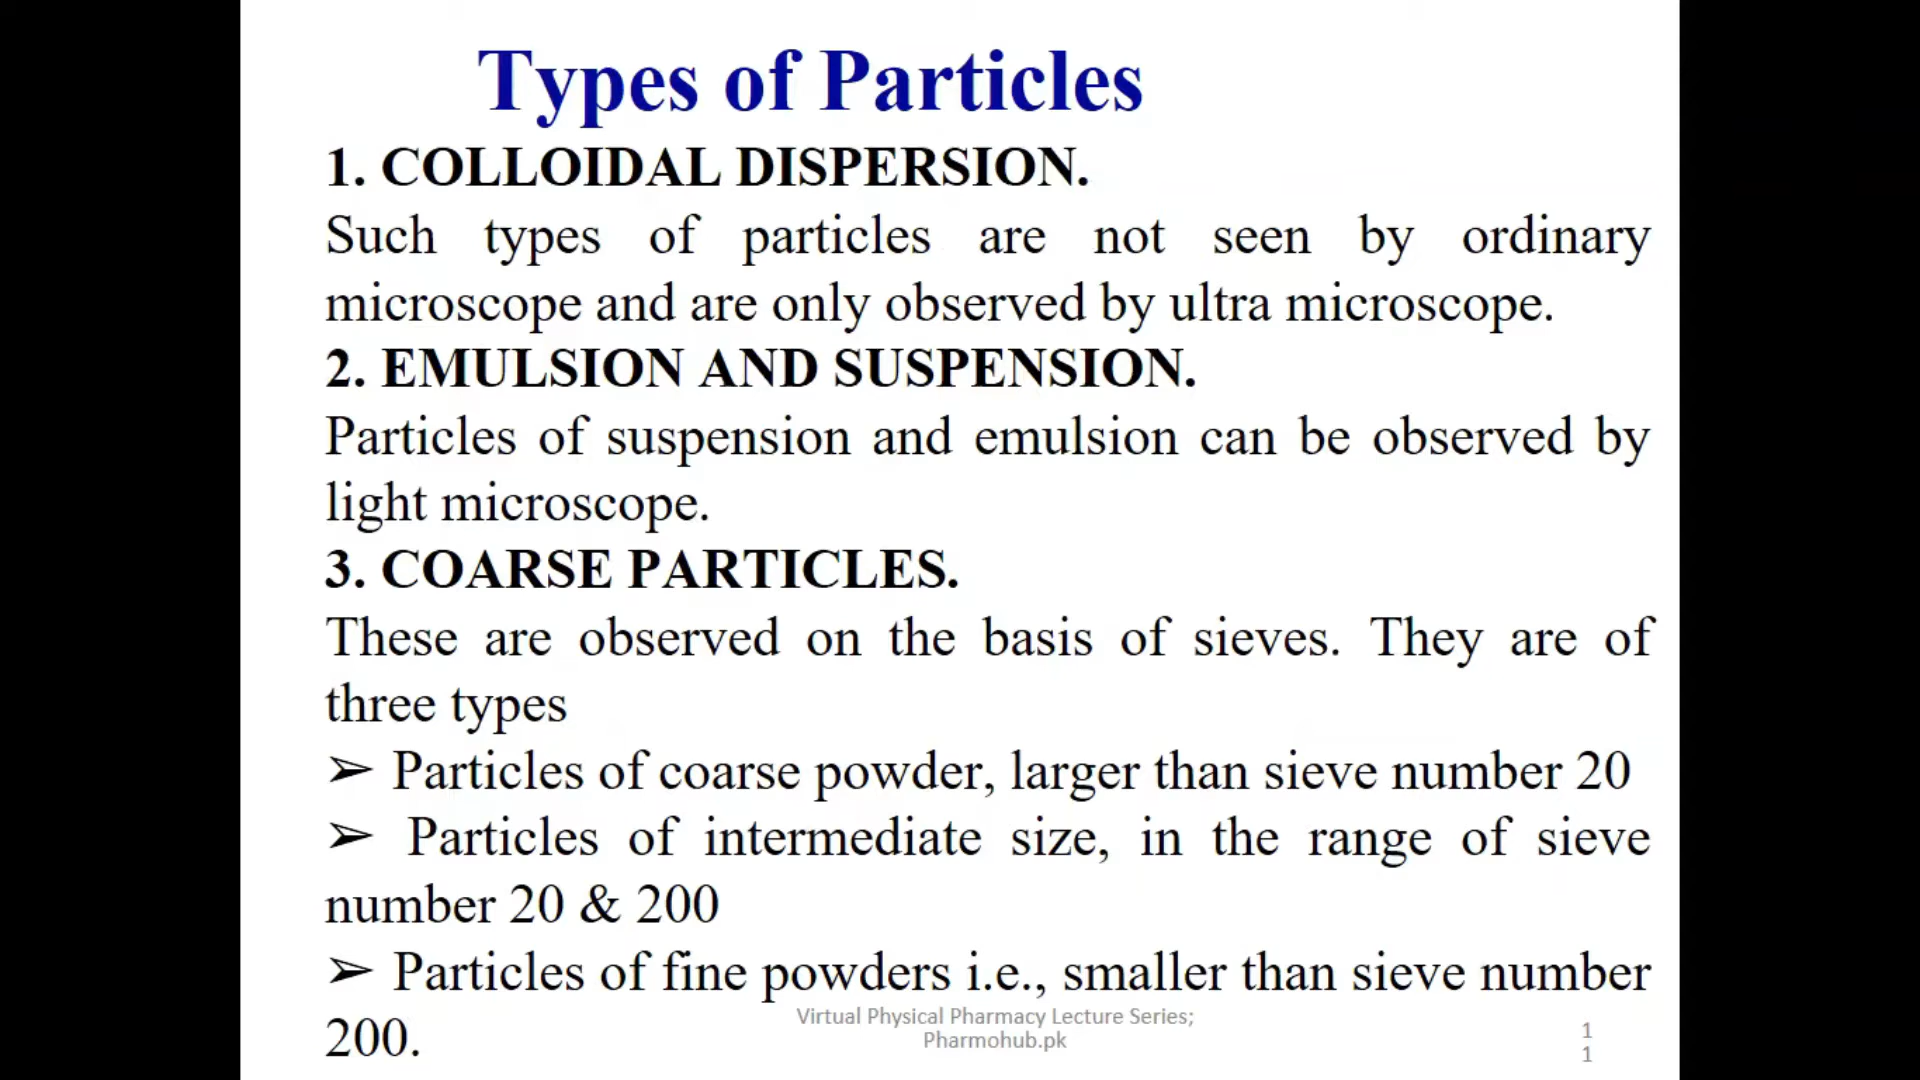 Types of Particles
1. COLLOIDAL DISPERSION.
Such types of particles are not seen by ordinary
microscope and are only observed by ultra microscope.
2. EMULSION AND SUSPENSION.
Particles of suspension and emulsion can be observed by
light microscope.
3. COARSE PARTICLES.
These are observed on the basis of sieves. They are of
three types
➢ Particles of coarse powder, larger than sieve number 20
➢ Particles of intermediate size, in the range of sieve
number 20 & 200
➢ Particles of fine powders i.e., smaller than sieve number
200.
Virtual Physical Pharmacy Lecture Series;
Pharmohub.pk
1
1